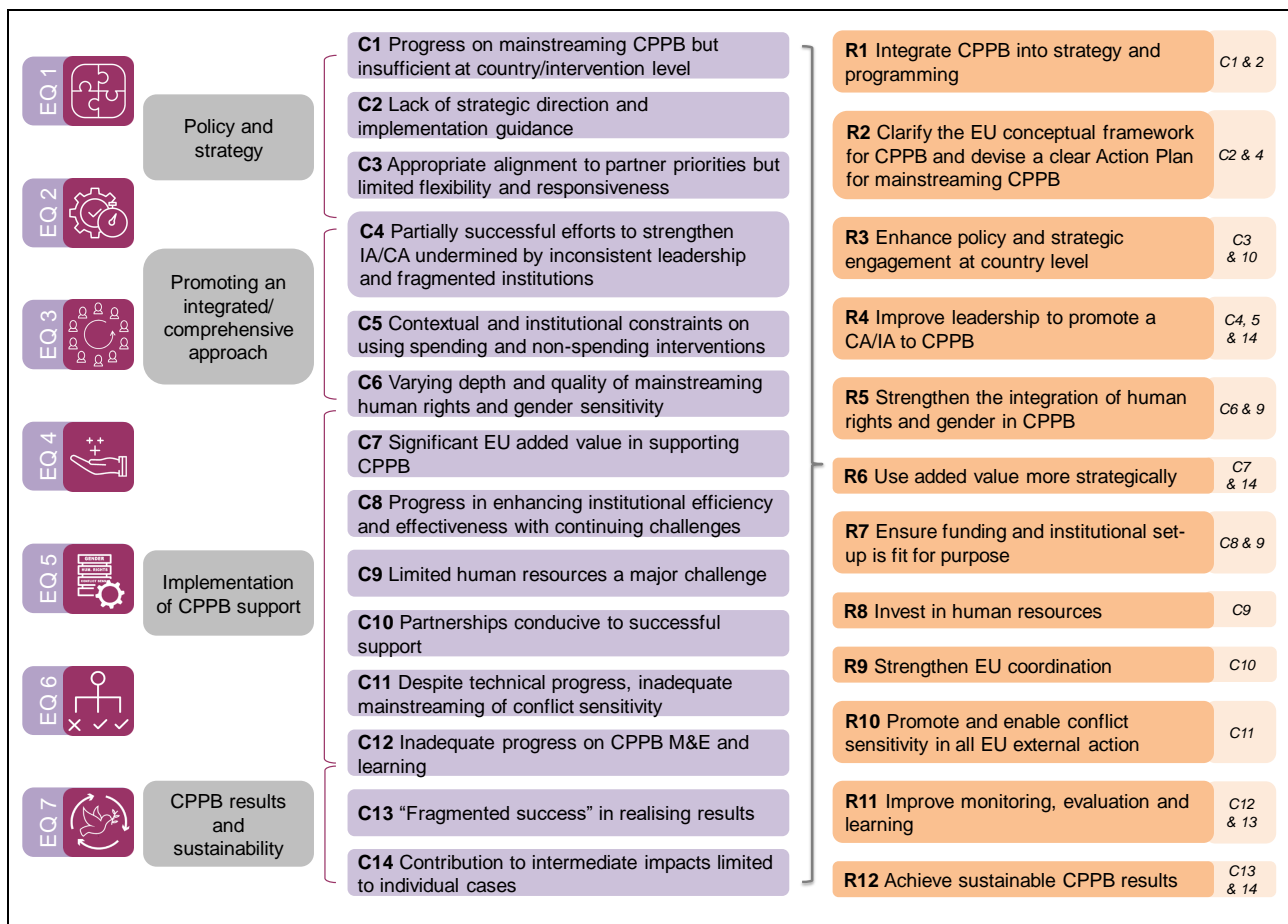 EQ 1
EQ 2
EQ 3
EQ 4
EQ 5
GENDER
HUM. RIGHTS
EQ 6
EQ 7
Policy and
strategy
Promoting an
integrated/
comprehensive
approach
Implementation
of CPPB support
CPPB results
and
sustainability
C1 Progress on mainstreaming CPPB but
insufficient at country/intervention level
C2 Lack of strategic direction and
implementation guidance
C3 Appropriate alignment to partner priorities but
limited flexibility and responsiveness
C4 Partially successful efforts to strengthen
IA/CA undermined by inconsistent leadership
and fragmented institutions
C5 Contextual and institutional constraints on
using spending and non-spending interventions
C6 Varying depth and quality of mainstreaming
human rights and gender sensitivity
C7 Significant EU added value in supporting
CPPB
C8 Progress in enhancing institutional efficiency
and effectiveness with continuing challenges
C9 Limited human resources a major challenge
C10 Partnerships conducive to successful
support
C11 Despite technical progress, inadequate
mainstreaming of conflict sensitivity
C12 Inadequate progress on CPPB M&E and
learning
C13 “Fragmented success” in realising results
C14 Contribution to intermediate impacts limited
to individual cases
R1 Integrate CPPB into strategy and
programming
C1 & 2
R2 Clarify the EU conceptual framework
for CPPB and devise a clear Action Plan
for mainstreaming CPPB
C2 & 4
R3 Enhance policy and strategic
engagement at country level
C3
& 10
R4 Improve leadership to promote a
CA/IA to CPPB
C4, 5
& 14
R5 Strengthen the integration of human
rights and gender in CPPB
C6 & 9
R6 Use added value more strategically
C7
& 14
R7 Ensure funding and institutional set-
up is fit for purpose
C8 & 9
R8 Invest in human resources
C9
R9 Strengthen EU coordination
C10
R10 Promote and enable conflict
sensitivity in all EU external action
C11
R11 Improve monitoring, evaluation and
learning
C12
& 13
R12 Achieve sustainable CPPB results
C13
& 14